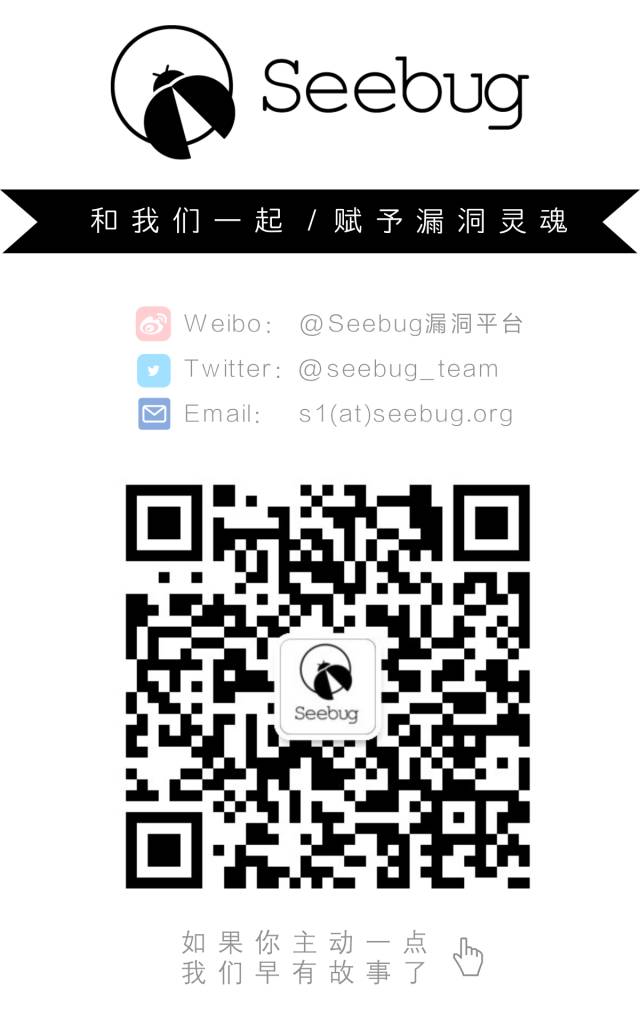 Seebug
和我们一起 / 赋予漏洞灵魂
Weibo: @Seebug漏洞平台
Twitter: @seebug_team
Email: s1(at)seebug.org
Seebug
如果你主动一点
我们早有故事了